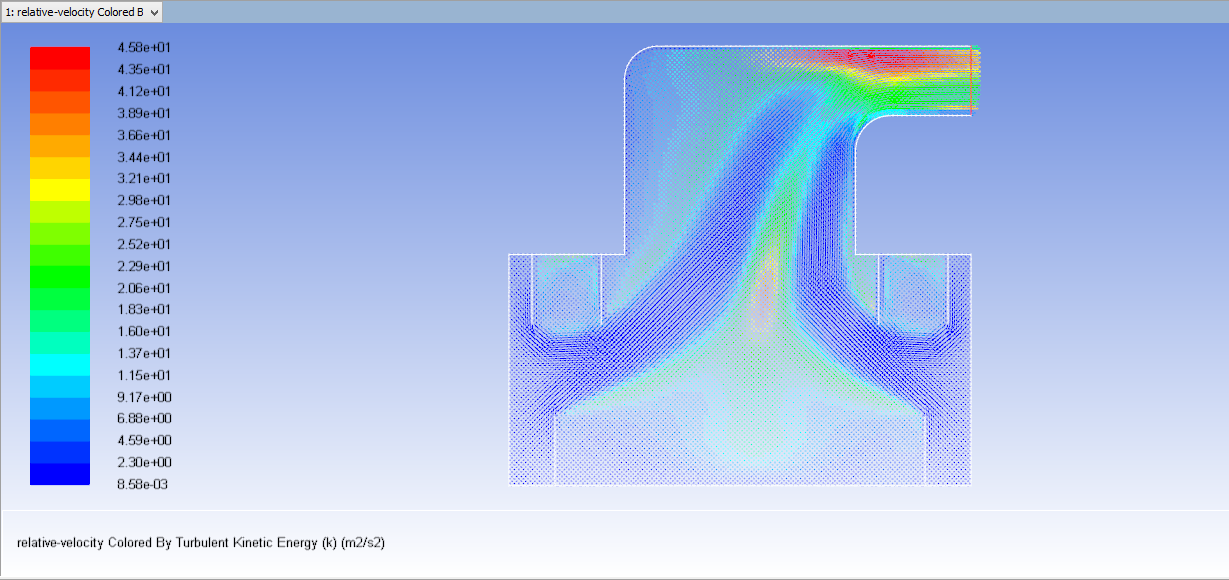 1: relative-velocity Colored B
4.58e+01
4.35e+01
4.12e+01
3.89e+01
3.66e+01
3.44e+01
3.21e+01
2.98e+01
2.75e+01
2.52e+01
2.29e+01
2.06e+01
1.83e+01
1.60e+01
1.37e+01
1.15e+01
9.17e+00
6.88e+00
4.59e+00
2.30e+00
8.58e-03
relative-velocity Colored By Turbulent Kinetic Energy (k) (m2/s2)